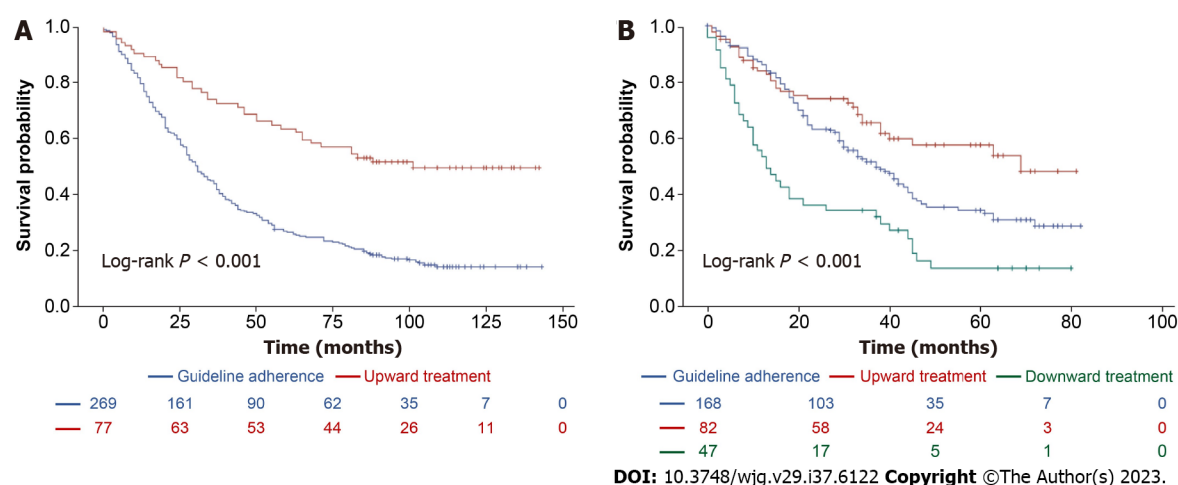 A
1.0
0.8
0.6
0.4
0.2
0.0
Survival probability
Log-rank P < 0.001
0 25 50 75 100 125 150
Time (months)
Guideline adherence Upward treatment
269 161 90 62 35 7 0
77 63 53 44 26 11 0
B
1.0
0.8
0.6
0.4
0.2
0.0
Survival probability
Log-rank P < 0.001
0 20 40 60 80 100
Time (months)
Guideline adherence Upward treatment Downward treatment
168 103 35 7 0
82 58 24 3 0
47 17 5 1 0
DOI: 10.3748/wjg.v29.i37.6122 Copyright ©The Author(s) 2023.